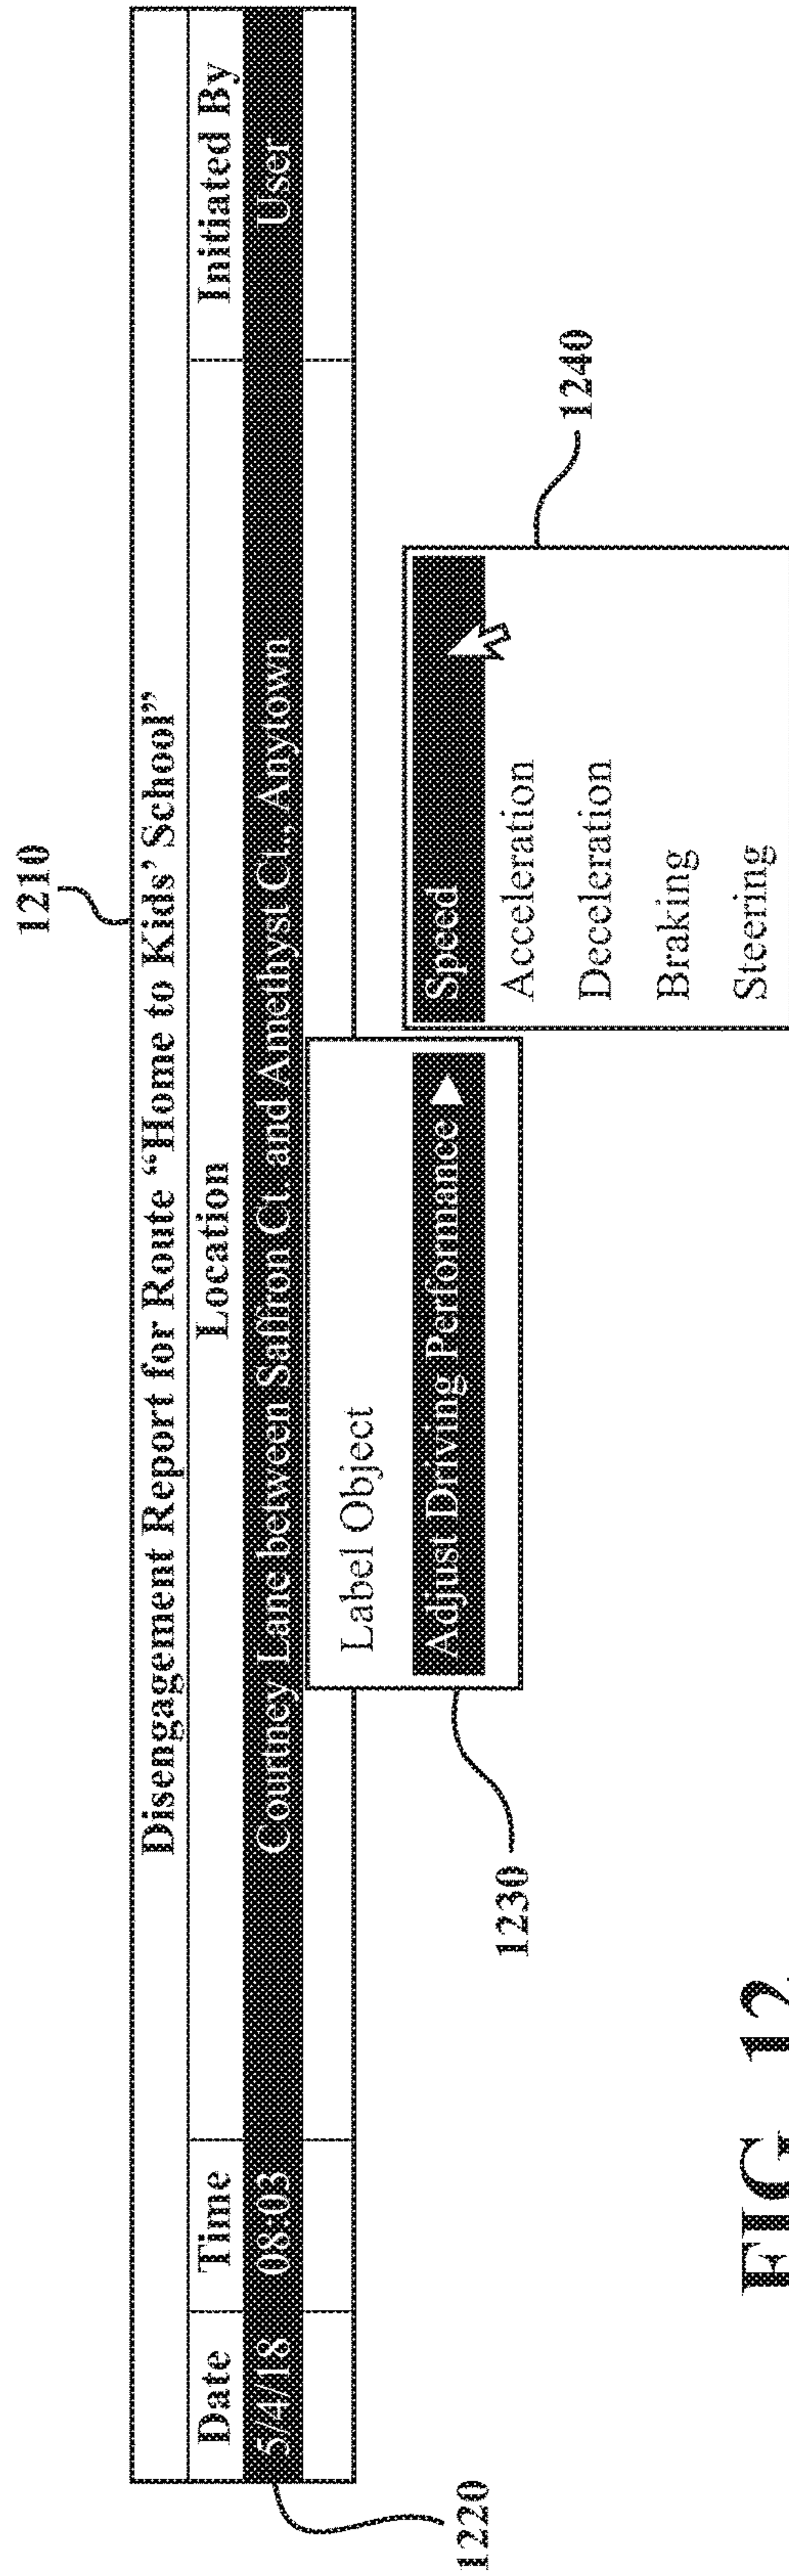 1210
Disengagement Report for Route “Home to Kids’ School”
Date Time Location Initiated By
5/4/18 08:03 Courtney Lane between Saffron Ct. and Amethyst Ct., Anytown User
1220
Label Object
Adjust Driving Performance
1230
Speed
Acceleration
Deceleration
Braking
Steering
1240
FIG. 12